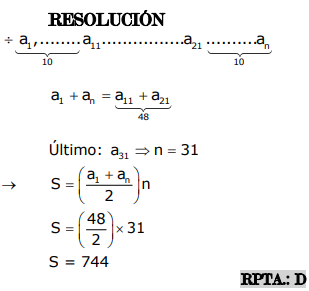 RESOLUCIÓN
÷ a₁,........a₁₁.................a₂₁ ..........aₙ
10 10
a₁ + aₙ = a₁₁ + a₂₁
48
Último: a₃₁ ⇒ n = 31
→ S = ((a₁ + aₙ)/2) n
S = (48/2) × 31
S = 744
RPTA.: D